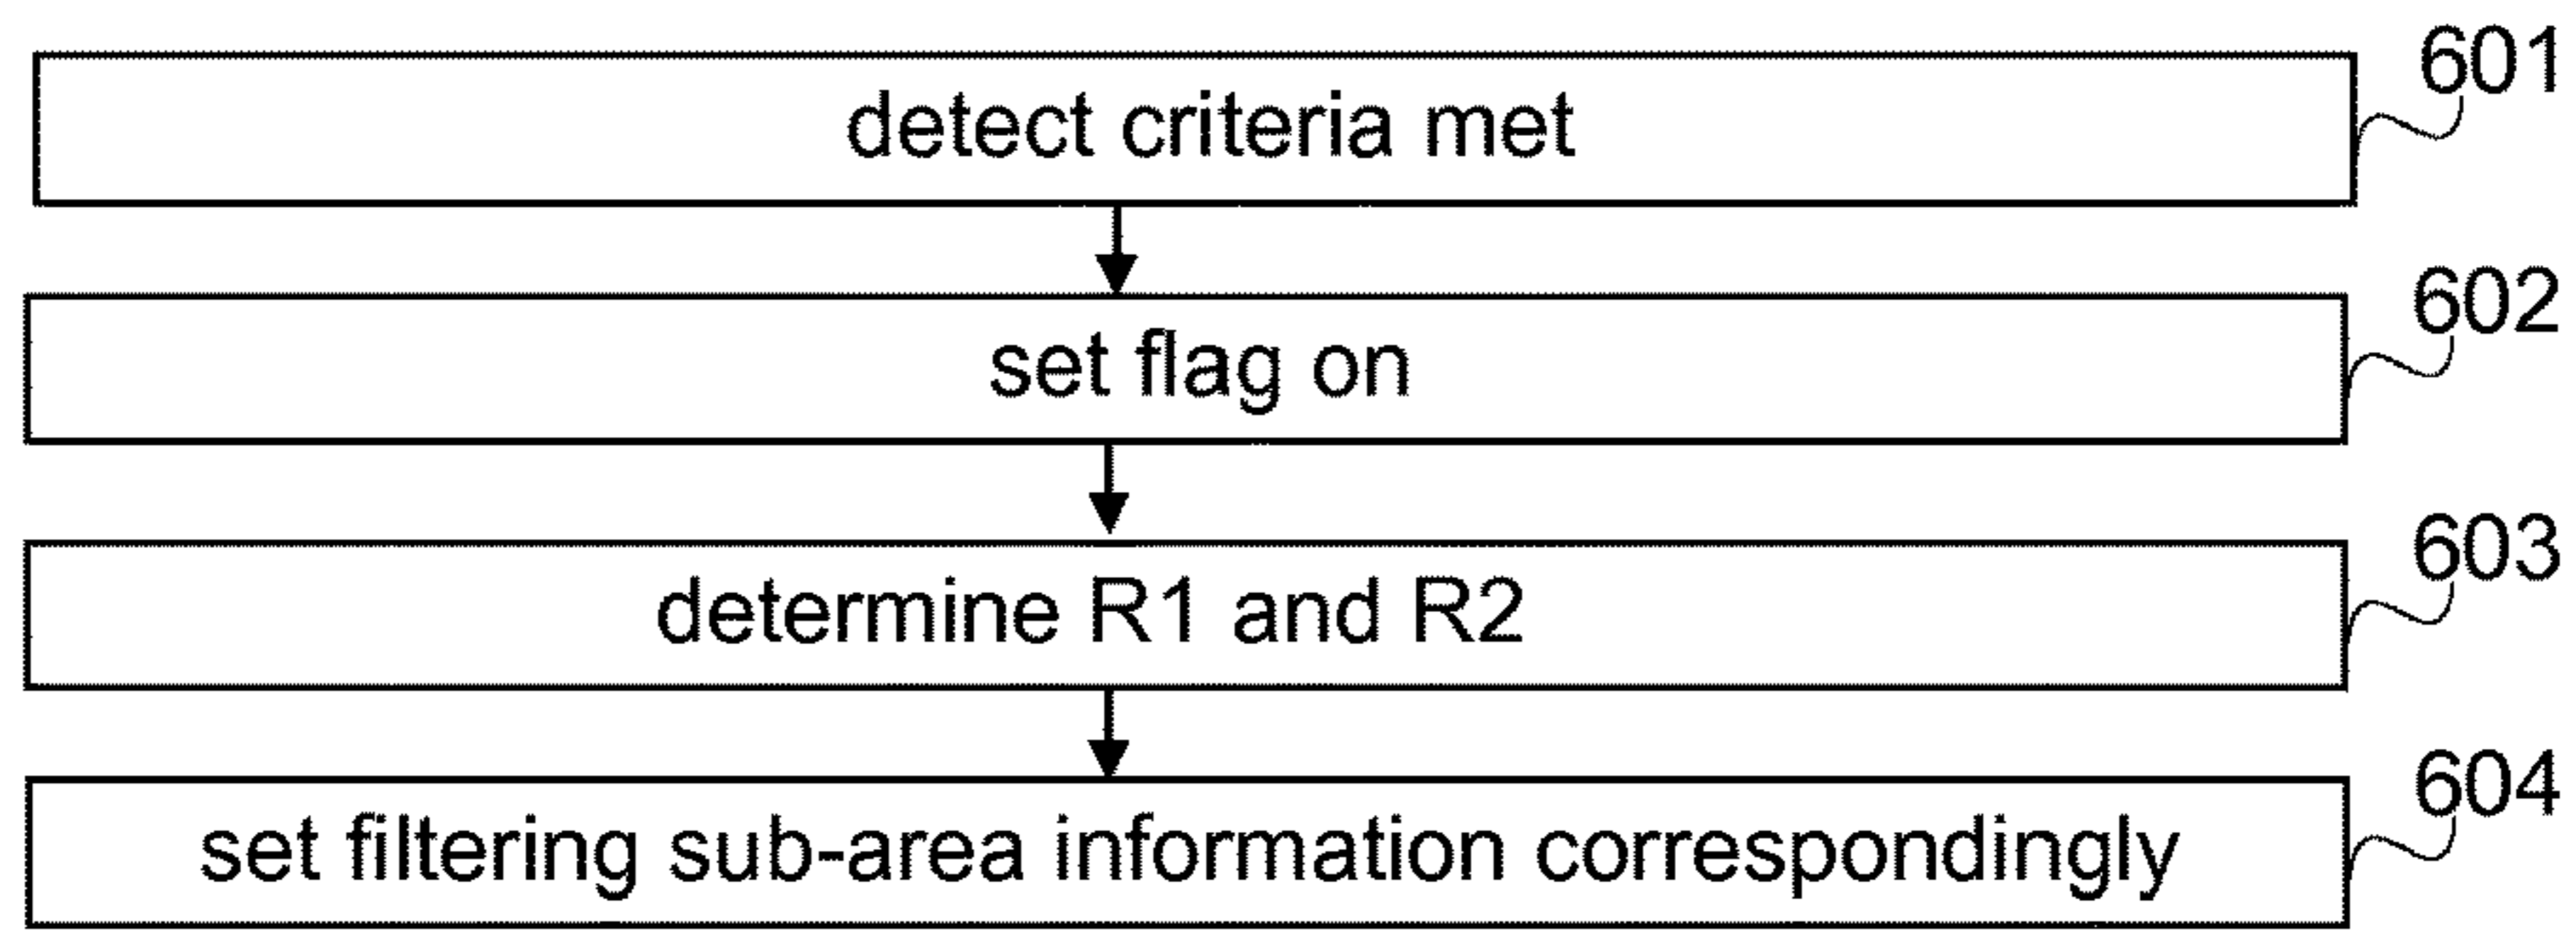 601
detect criteria met
602
set flag on
603
determine R1 and R2
604
set filtering sub-area information correspondingly